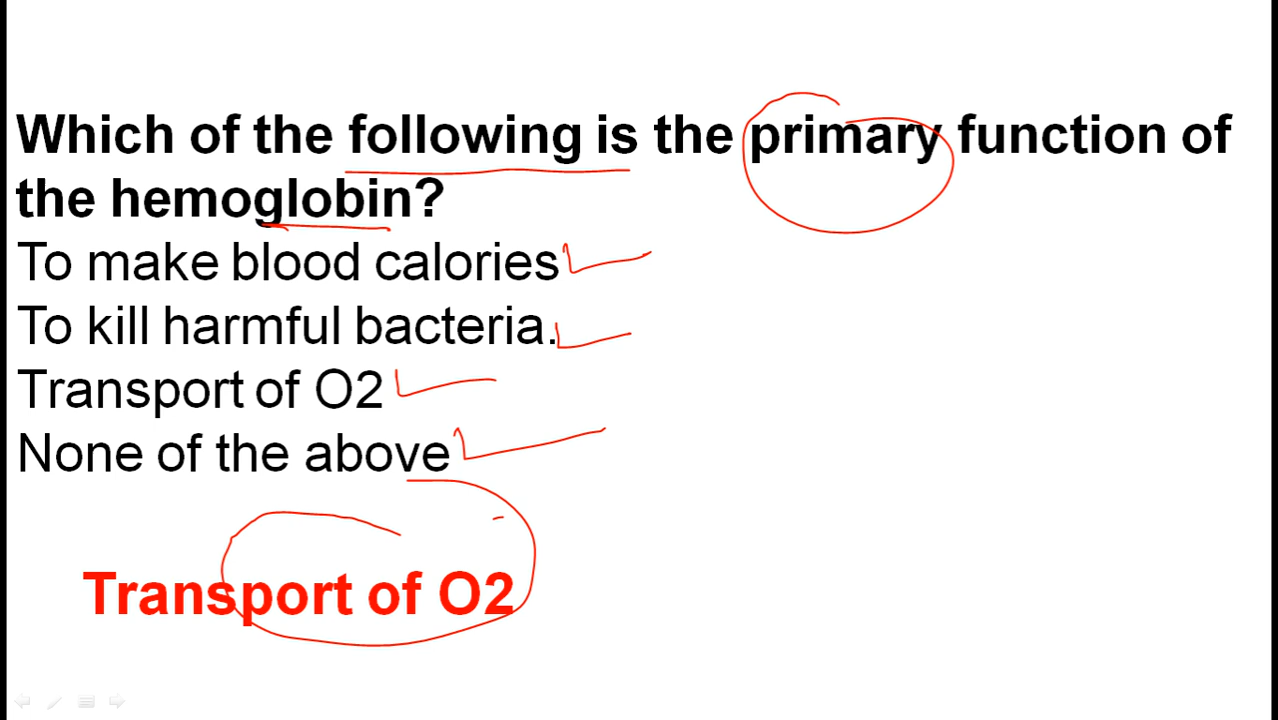 Which of the following is the primary function of
the hemoglobin?
To make blood calories
To kill harmful bacteria.
Transport of O2
None of the above
Transport of O2